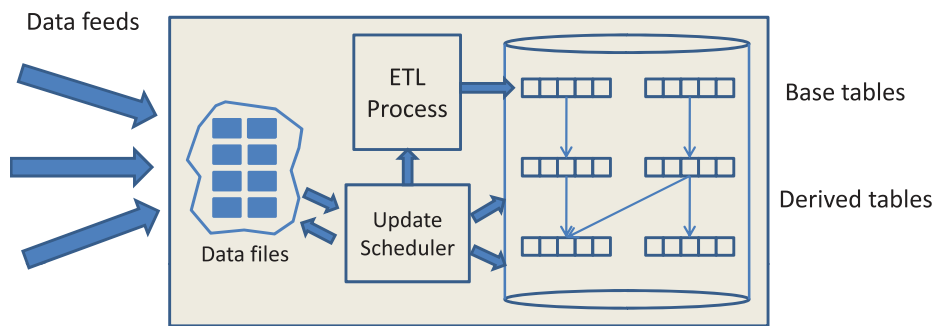 Data feeds
ETL
Process
Base tables
Derived tables
Update
Scheduler
Data files